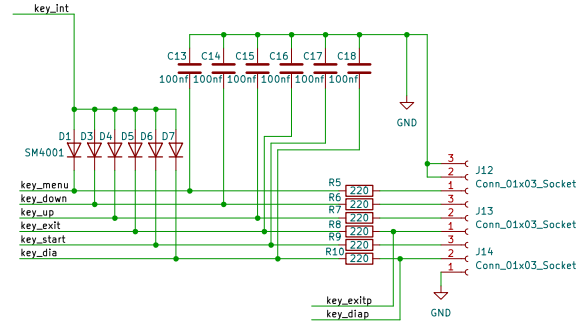 key_int
C13 C14 C15 C16 C17 C18
100nf 100nf 100nf 100nf 100nf 100nf
GND
D1 D3 D4 D5 D6 D7
SM4001
3
2 J12
key_menu R5 220 1 Conn_01x03_Socket
key_down R6 220 3
key_up R7 220 2 J13
key_exit R8 220 1 Conn_01x03_Socket
key_start R9 220 3
key_dia R10 220 2 J14
1 Conn_01x03_Socket
key_exitp
key_diap
GND